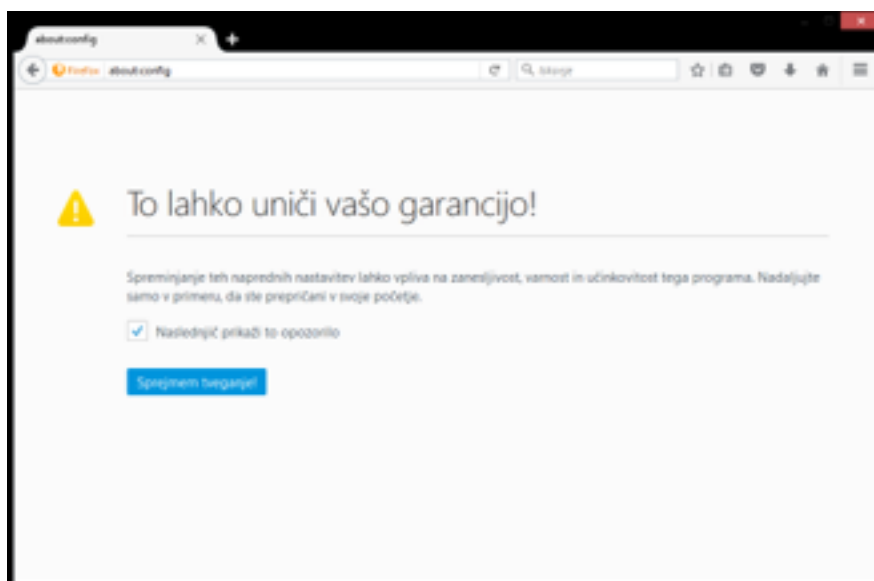 about:config
Firefox about:config Iskanje
To lahko uniči vašo garancijo!
Spreminjanje teh naprednih nastavitev lahko vpliva na zanesljivost, varnost in učinkovitost tega programa. Nadaljujte
samo v primeru, da ste prepričani v svoje početje.
Naslednjič prikaži to opozorilo
Sprejmem tveganje!